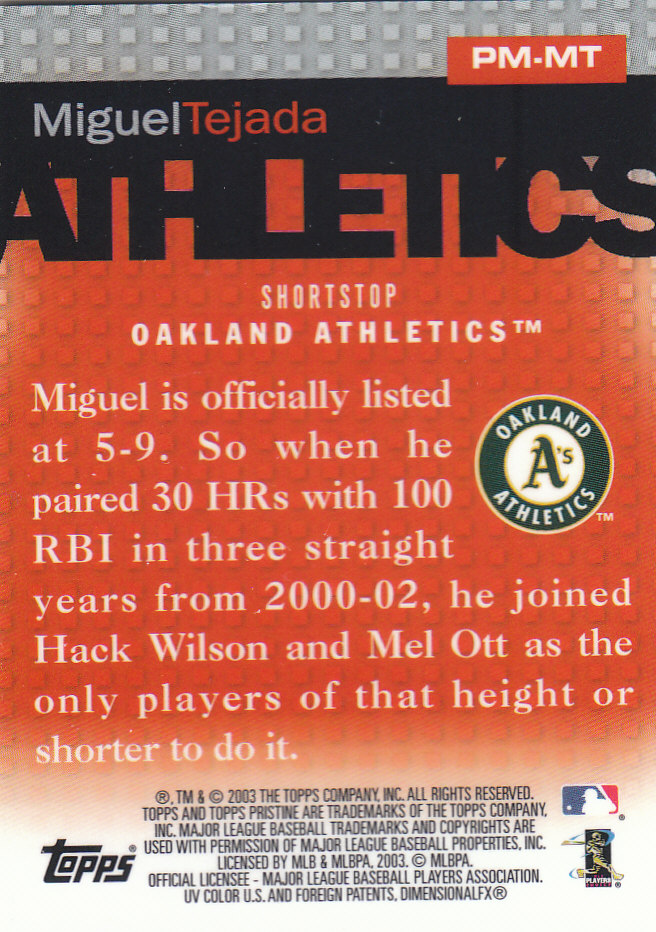 PM-MT
MiguelTejada
ATHLETICS
SHORTSTOP
OAKLAND ATHLETICS™
Miguel is officially listed
at 5-9. So when he
paired 30 HRs with 100
RBI in three straight
years from 2000-02, he joined
Hack Wilson and Mel Ott as the
only players of that height or
shorter to do it.
OAKLAND
A's
ATHLETICS
TM
®, TM & © 2003 THE TOPPS COMPANY, INC. ALL RIGHTS RESERVED.
TOPPS AND TOPPS PRISTINE ARE TRADEMARKS OF THE TOPPS COMPANY,
INC. MAJOR LEAGUE BASEBALL TRADEMARKS AND COPYRIGHTS ARE
USED WITH PERMISSION OF MAJOR LEAGUE BASEBALL PROPERTIES, INC.
LICENSED BY MLB & MLBPA, 2003. © MLBPA.
OFFICIAL LICENSEE - MAJOR LEAGUE BASEBALL PLAYERS ASSOCIATION.
UV COLOR U.S. AND FOREIGN PATENTS, DIMENSIONALFX®
TOPPS®
®
PLAYERS
®